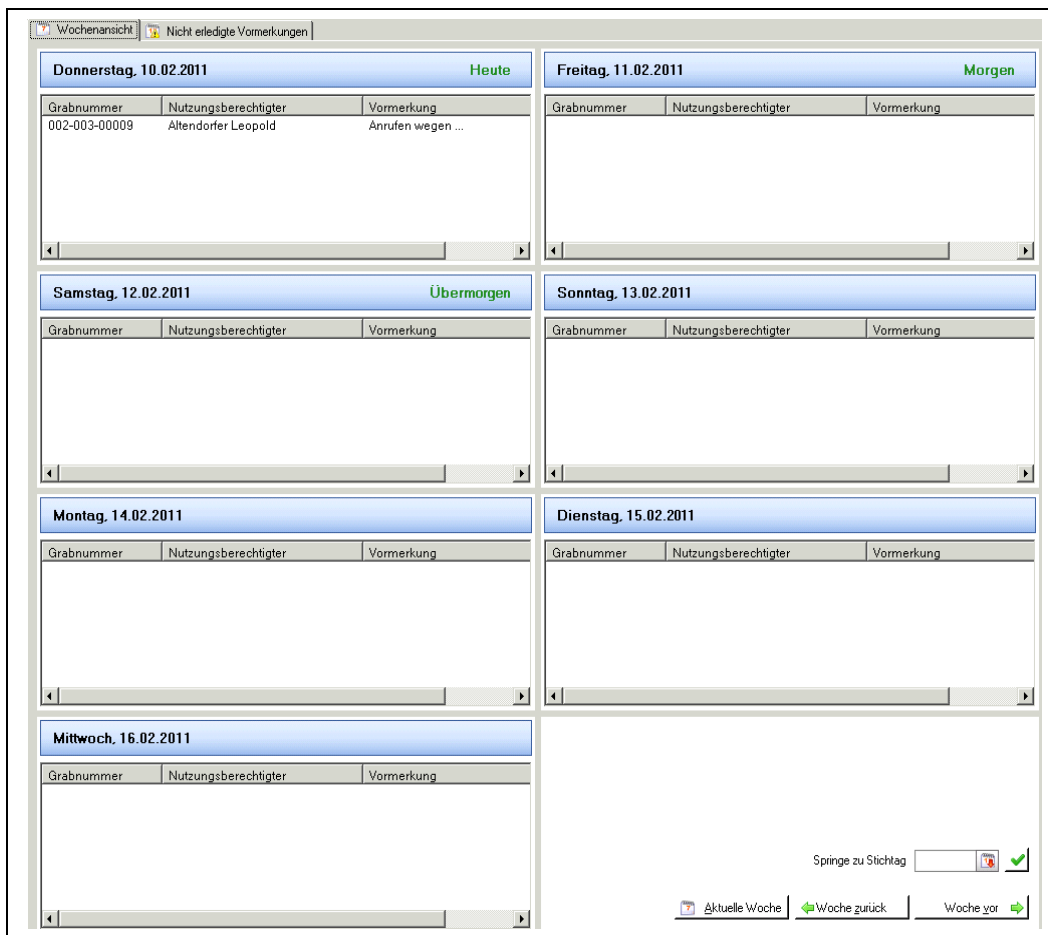 Wochenansicht Nicht erledigte Vormerkungen
Donnerstag, 10.02.2011 Heute
Grabnummer Nutzungsberechtigter Vormerkung
002-003-00009 Altendorfer Leopold Anrufen wegen ...
Freitag, 11.02.2011 Morgen
Grabnummer Nutzungsberechtigter Vormerkung
Samstag, 12.02.2011 Übermorgen
Grabnummer Nutzungsberechtigter Vormerkung
Sonntag, 13.02.2011
Grabnummer Nutzungsberechtigter Vormerkung
Montag, 14.02.2011
Grabnummer Nutzungsberechtigter Vormerkung
Dienstag, 15.02.2011
Grabnummer Nutzungsberechtigter Vormerkung
Mittwoch, 16.02.2011
Grabnummer Nutzungsberechtigter Vormerkung
Springe zu Stichtag
Aktuelle Woche Woche zurück Woche vor